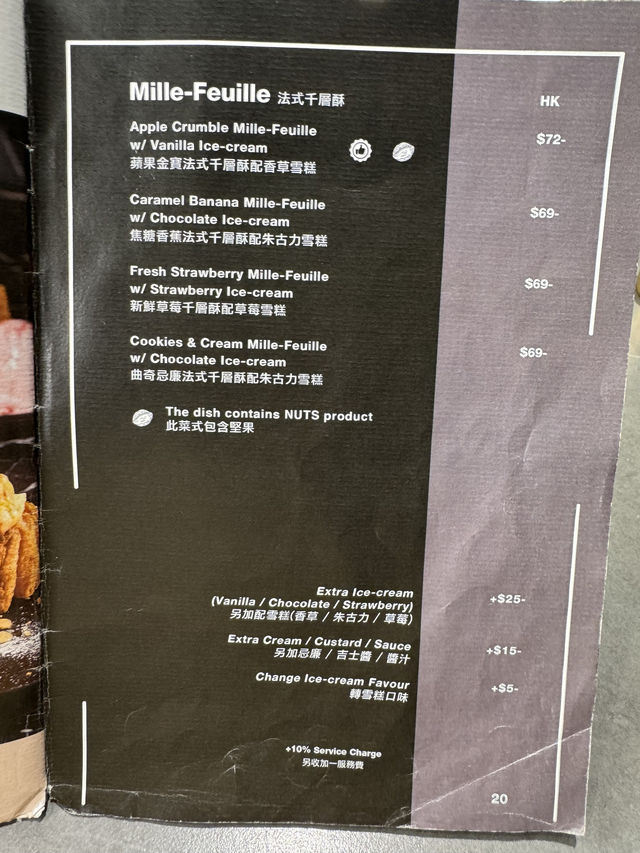 Mille-Feuille 法式千層酥
HK
Apple Crumble Mille-Feuille
w/ Vanilla Ice-cream
$72-
蘋果金寶法式千層酥配香草雪糕
Caramel Banana Mille-Feuille
w/ Chocolate Ice-cream
$69-
焦糖香蕉法式千層酥配朱古力雪糕
Fresh Strawberry Mille-Feuille
w/ Strawberry Ice-cream
$69-
新鮮草莓千層酥配草莓雪糕
Cookies & Cream Mille-Feuille
w/ Chocolate Ice-cream
$69-
曲奇忌廉法式千層酥配朱古力雪糕
The dish contains NUTS product
此菜式包含堅果
Extra Ice-cream
(Vanilla / Chocolate / Strawberry)
+$25-
另加配雪糕(香草 / 朱古力 / 草莓)
Extra Cream / Custard / Sauce
+$15-
另加忌廉 / 吉士醬 / 醬汁
Change Ice-cream Favour
+$5-
轉雪糕口味
+10% Service Charge
另收加一服務費
20